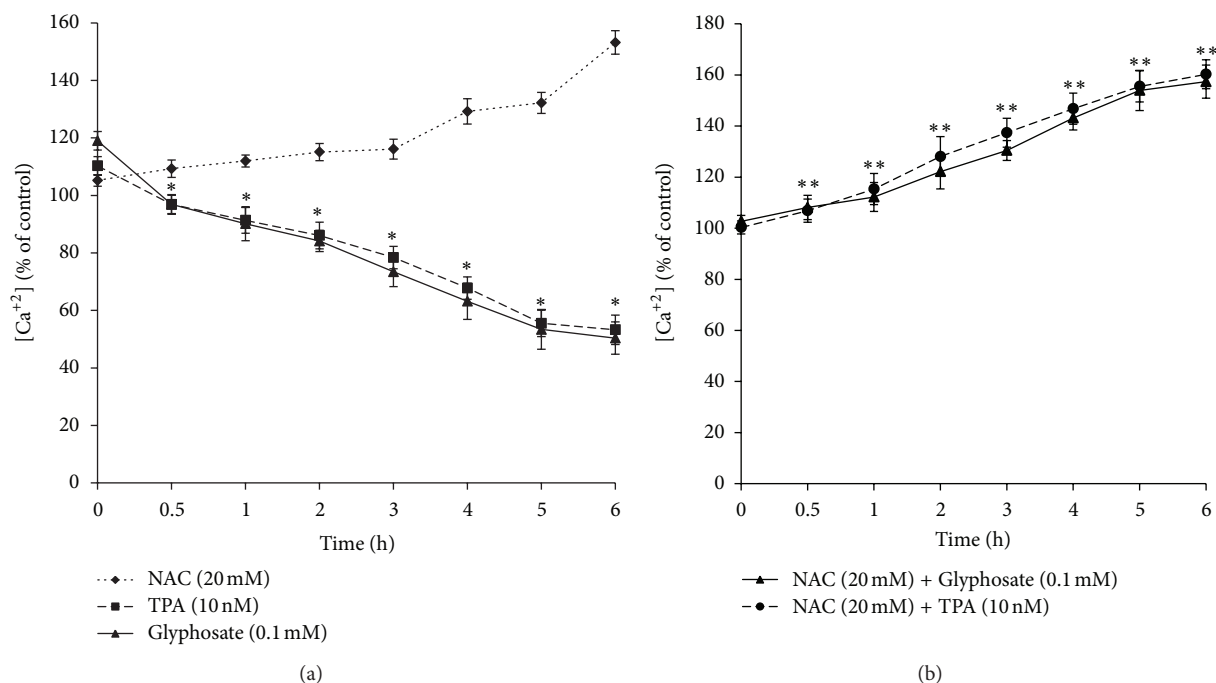 160
140
120
100
80
60
40
20
0
[Ca+2] (% of control)
*
*
*
*
*
*
*
0 0.5 1 2 3 4 5 6
Time (h)
NAC (20 mM)
TPA (10 nM)
Glyphosate (0.1 mM)
(a)
180
160
140
120
100
80
60
40
20
0
[Ca+2] (% of control)
**
**
**
**
**
**
**
0 0.5 1 2 3 4 5 6
Time (h)
NAC (20 mM) + Glyphosate (0.1 mM)
NAC (20 mM) + TPA (10 nM)
(b)